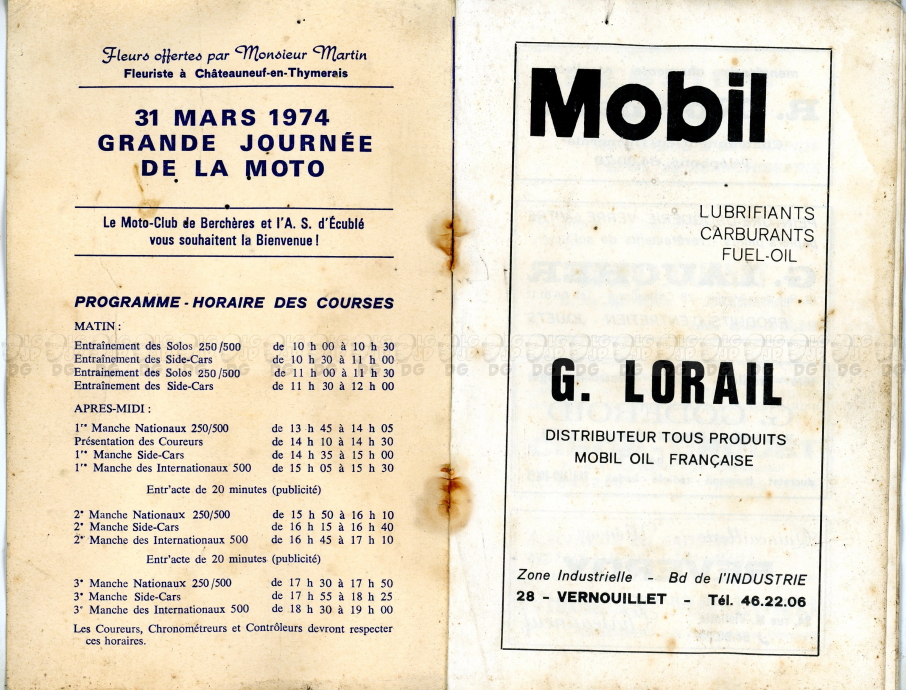 Fleurs offertes par Monsieur Martin
Fleuriste à Châteauneuf-en-Thymerais
31 MARS 1974
GRANDE JOURNÉE
DE LA MOTO
Le Moto-Club de Berchères et l'A. S. d'Écublé
vous souhaitent la Bienvenue !
PROGRAMME - HORAIRE DES COURSES
MATIN :
Entraînement des Solos 250/500 de 10 h 00 à 10 h 30
Entraînement des Side-Cars de 10 h 30 à 11 h 00
Entraînement des Solos 250/500 de 11 h 00 à 11 h 30
Entraînement des Side-Cars de 11 h 30 à 12 h 00
APRES-MIDI :
1re Manche Nationaux 250/500 de 13 h 45 à 14 h 05
Présentation des Coureurs de 14 h 10 à 14 h 30
1re Manche Side-Cars de 14 h 35 à 15 h 00
1re Manche des Internationaux 500 de 15 h 05 à 15 h 30
Entr'acte de 20 minutes (publicité)
2e Manche Nationaux 250/500 de 15 h 50 à 16 h 10
2e Manche Side-Cars de 16 h 15 à 16 h 40
2e Manche des Internationaux 500 de 16 h 45 à 17 h 10
Entr'acte de 20 minutes (publicité)
3e Manche Nationaux 250/500 de 17 h 30 à 17 h 50
3e Manche Side-Cars de 17 h 55 à 18 h 25
3e Manche des Internationaux 500 de 18 h 30 à 19 h 00
Les Coureurs, Chronométreurs et Contrôleurs devront respecter
ces horaires.
Mobil
LUBRIFIANTS
CARBURANTS
FUEL-OIL
G. LORAIL
DISTRIBUTEUR TOUS PRODUITS
MOBIL OIL FRANÇAISE
Zone Industrielle - Bd de l'INDUSTRIE
28 - VERNOUILLET - Tél. 46.22.06